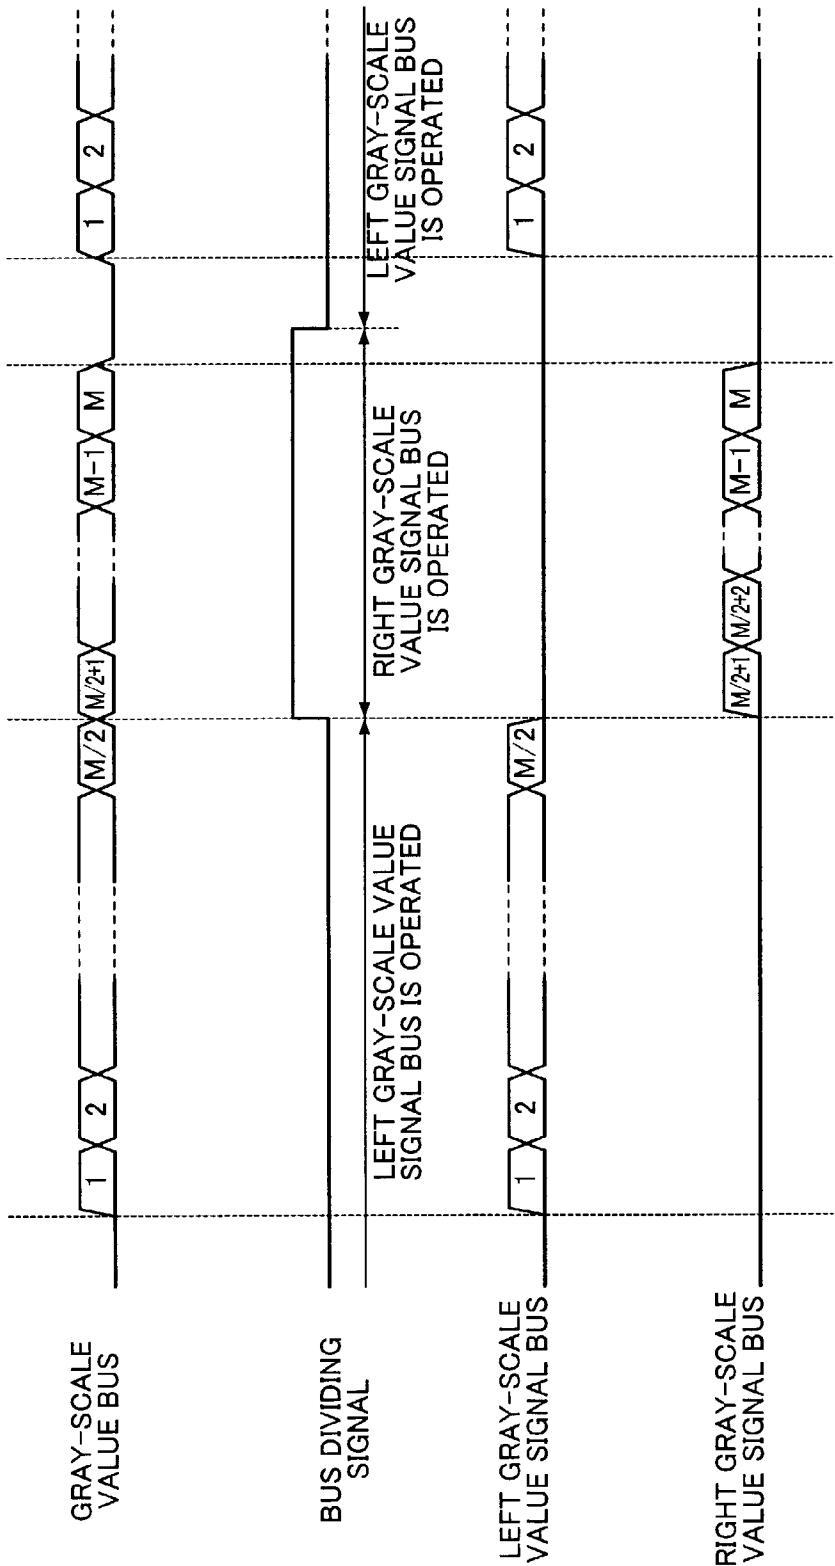 GRAY-SCALE
VALUE BUS
1 2 M/2 M/2+1 M-1 M 1 2
BUS DIVIDING
SIGNAL
LEFT GRAY-SCALE VALUE
SIGNAL BUS IS OPERATED
RIGHT GRAY-SCALE
VALUE SIGNAL BUS
IS OPERATED
LEFT GRAY-SCALE
VALUE SIGNAL BUS
IS OPERATED
LEFT GRAY-SCALE
VALUE SIGNAL BUS
1 2 M/2 1 2
RIGHT GRAY-SCALE
VALUE SIGNAL BUS
M/2+1 M/2+2 M-1 M